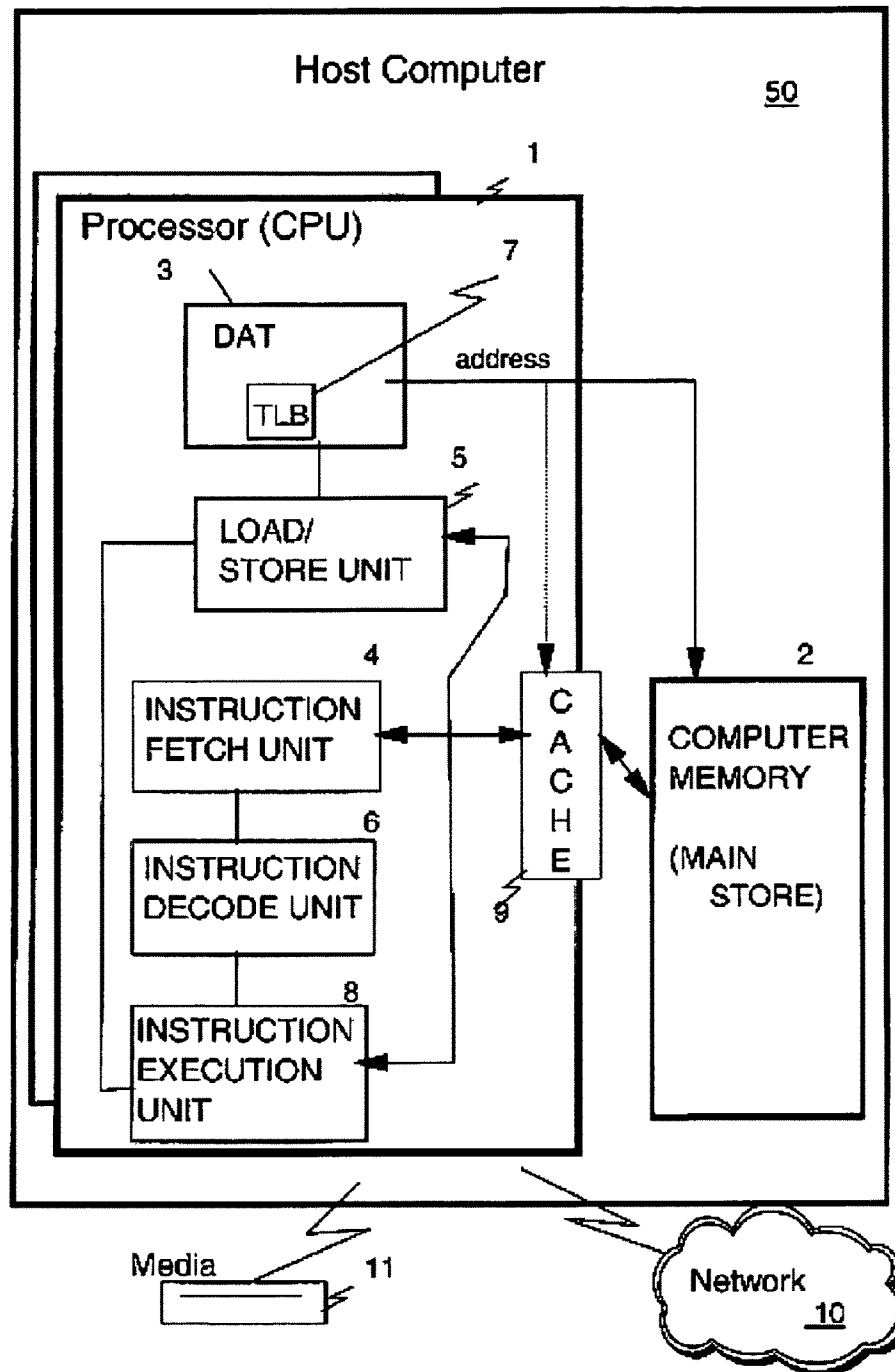 Host Computer
50
1
Processor (CPU)
3
7
DAT
TLB
address
5
LOAD/
STORE UNIT
4
INSTRUCTION
FETCH UNIT
6
INSTRUCTION
DECODE UNIT
8
INSTRUCTION
EXECUTION
UNIT
C
A
C
H
E
9
2
COMPUTER
MEMORY
(MAIN
STORE)
Media
11
Network
10